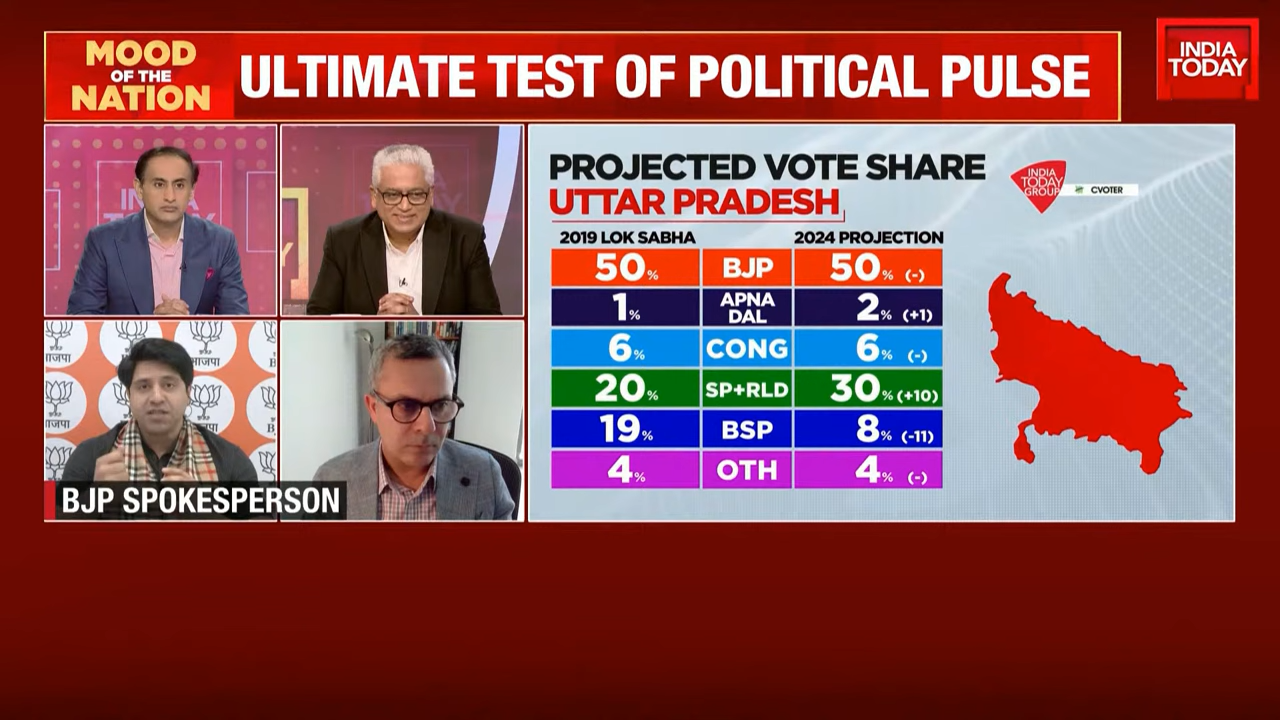 MOOD
OF THE
NATION
ULTIMATE TEST OF POLITICAL PULSE
INDIA
TODAY
PROJECTED VOTE SHARE
UTTAR PRADESH
INDIA
TODAY
GROUP
CVOTER
2019 LOK SABHA 2024 PROJECTION
50% BJP 50% (-)
1% APNA DAL 2% (+1)
6% CONG 6% (-)
20% SP+RLD 30% (+10)
19% BSP 8% (-11)
4% OTH 4% (-)
भाजपा
BJP SPOKESPERSON